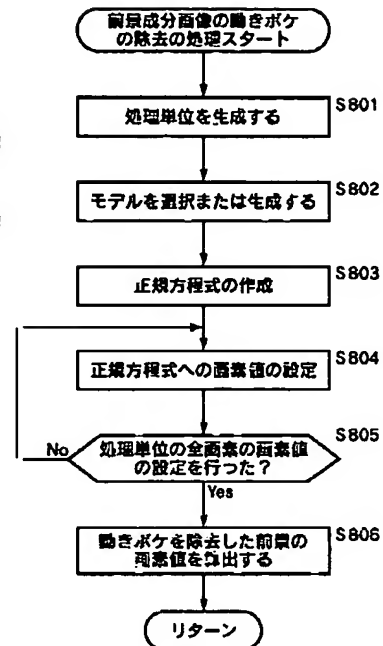 前景成分画像の動きボケ
の除去の処理スタート
S801
処理単位を生成する
S802
モデルを選択または生成する
S803
正規方程式の作成
S804
正規方程式への画素値の設定
S805
処理単位の全画素の画素値
の設定を行った?
No
Yes
S806
動きボケを除去した前景の
画素値を算出する
リターン